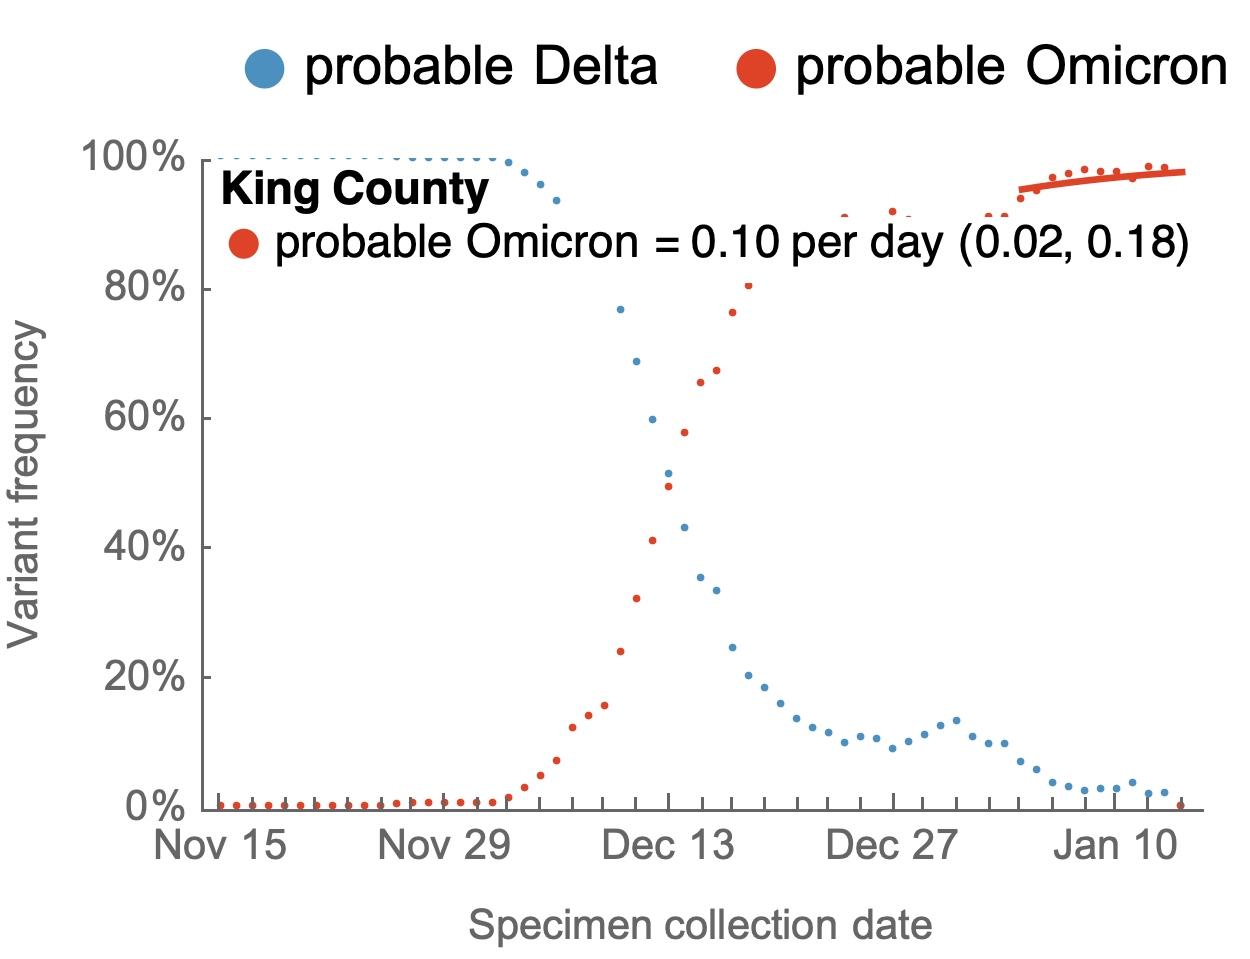 probable Delta probable Omicron
100%
King County
probable Omicron = 0.10 per day (0.02, 0.18)
80%
60%
40%
20%
0%
Variant frequency
Nov 15 Nov 29 Dec 13 Dec 27 Jan 10
Specimen collection date